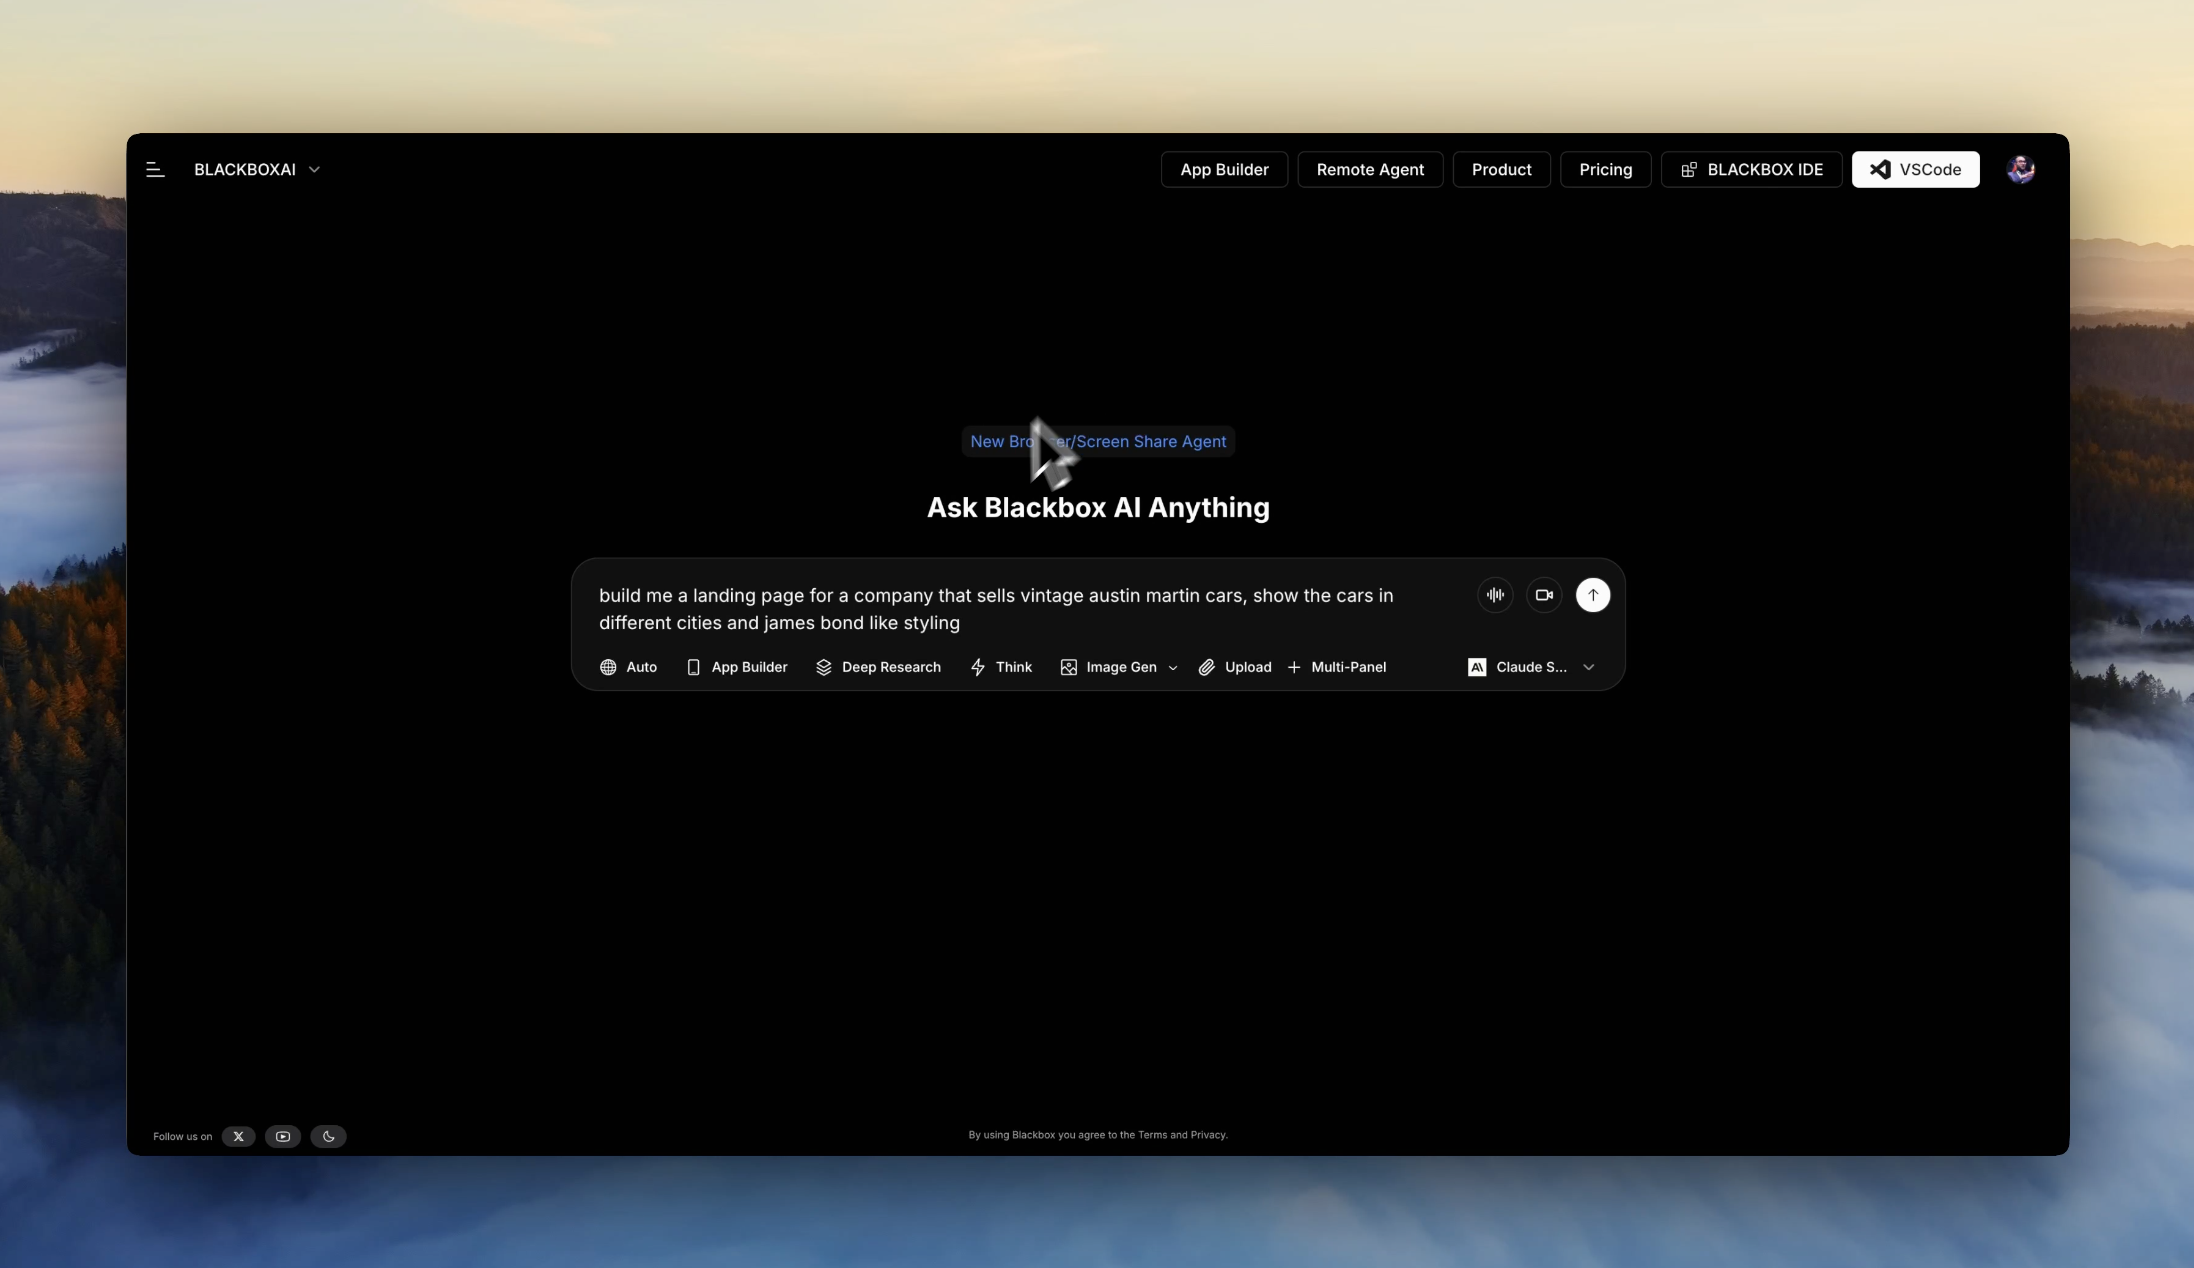 BLACKBOXAI
App Builder
Remote Agent
Product
Pricing
BLACKBOX IDE
VSCode
New Bro er/Screen Share Agent
Ask Blackbox AI Anything
build me a landing page for a company that sells vintage austin martin cars, show the cars in
different cities and james bond like styling
Auto
App Builder
Deep Research
Think
Image Gen
Upload
Multi-Panel
Claude S...
Follow us on
By using Blackbox you agree to the Terms and Privacy.